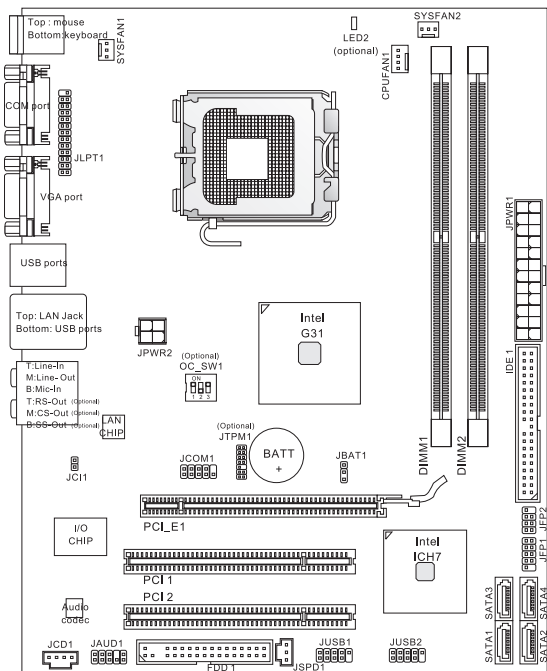 Top : mouse
Bottom:keyboard
SYSFAN1
LED2
(optional)
SYSFAN2
CPUFAN1
COM port
JLPT1
VGA port
JPWR1
USB ports
Top: LAN Jack
Bottom: USB ports
JPWR2
Intel
G31
(Optional)
OC_SW1
ON
1 2 3
IDE 1
T:Line-In
M:Line-Out
B:Mic-In
T:RS-Out (Optional)
M:CS-Out (Optional)
B:SS-Out (Optional)
LAN
CHIP
(Optional)
JTPM1
BATT
+
DIMM1
DIMM2
JCI1
JCOM1
JBAT1
PCI_E1
JFP2
JFP1
I/O
CHIP
Intel
ICH7
PCI 1
PCI 2
Audio
codec
SATA3
SATA4
SATA1
SATA2
JCD1
JAUD1
FDD 1
JSPD1
JUSB1
JUSB2